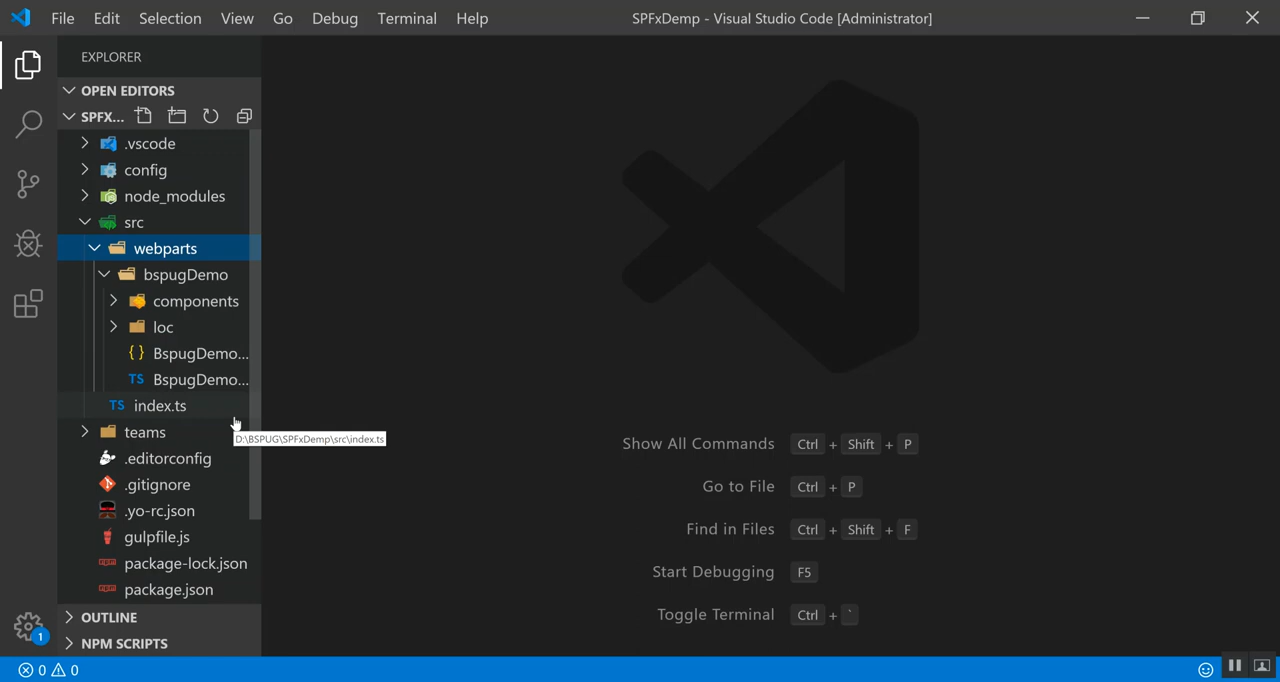 File Edit Selection View Go Debug Terminal Help
SPFxDemp - Visual Studio Code [Administrator]
EXPLORER
OPEN EDITORS
SPFX...
.vscode
config
node_modules
src
webparts
bspugDemo
components
loc
{} BspugDemo...
TS BspugDemo...
TS index.ts
D:\BSPUG\SPFxDemp\src\index.ts
teams
.editorconfig
.gitignore
.yo-rc.json
gulpfile.js
package-lock.json
package.json
OUTLINE
NPM SCRIPTS
Show All Commands Ctrl + Shift + P
Go to File Ctrl + P
Find in Files Ctrl + Shift + F
Start Debugging F5
Toggle Terminal Ctrl + `
1
0 0